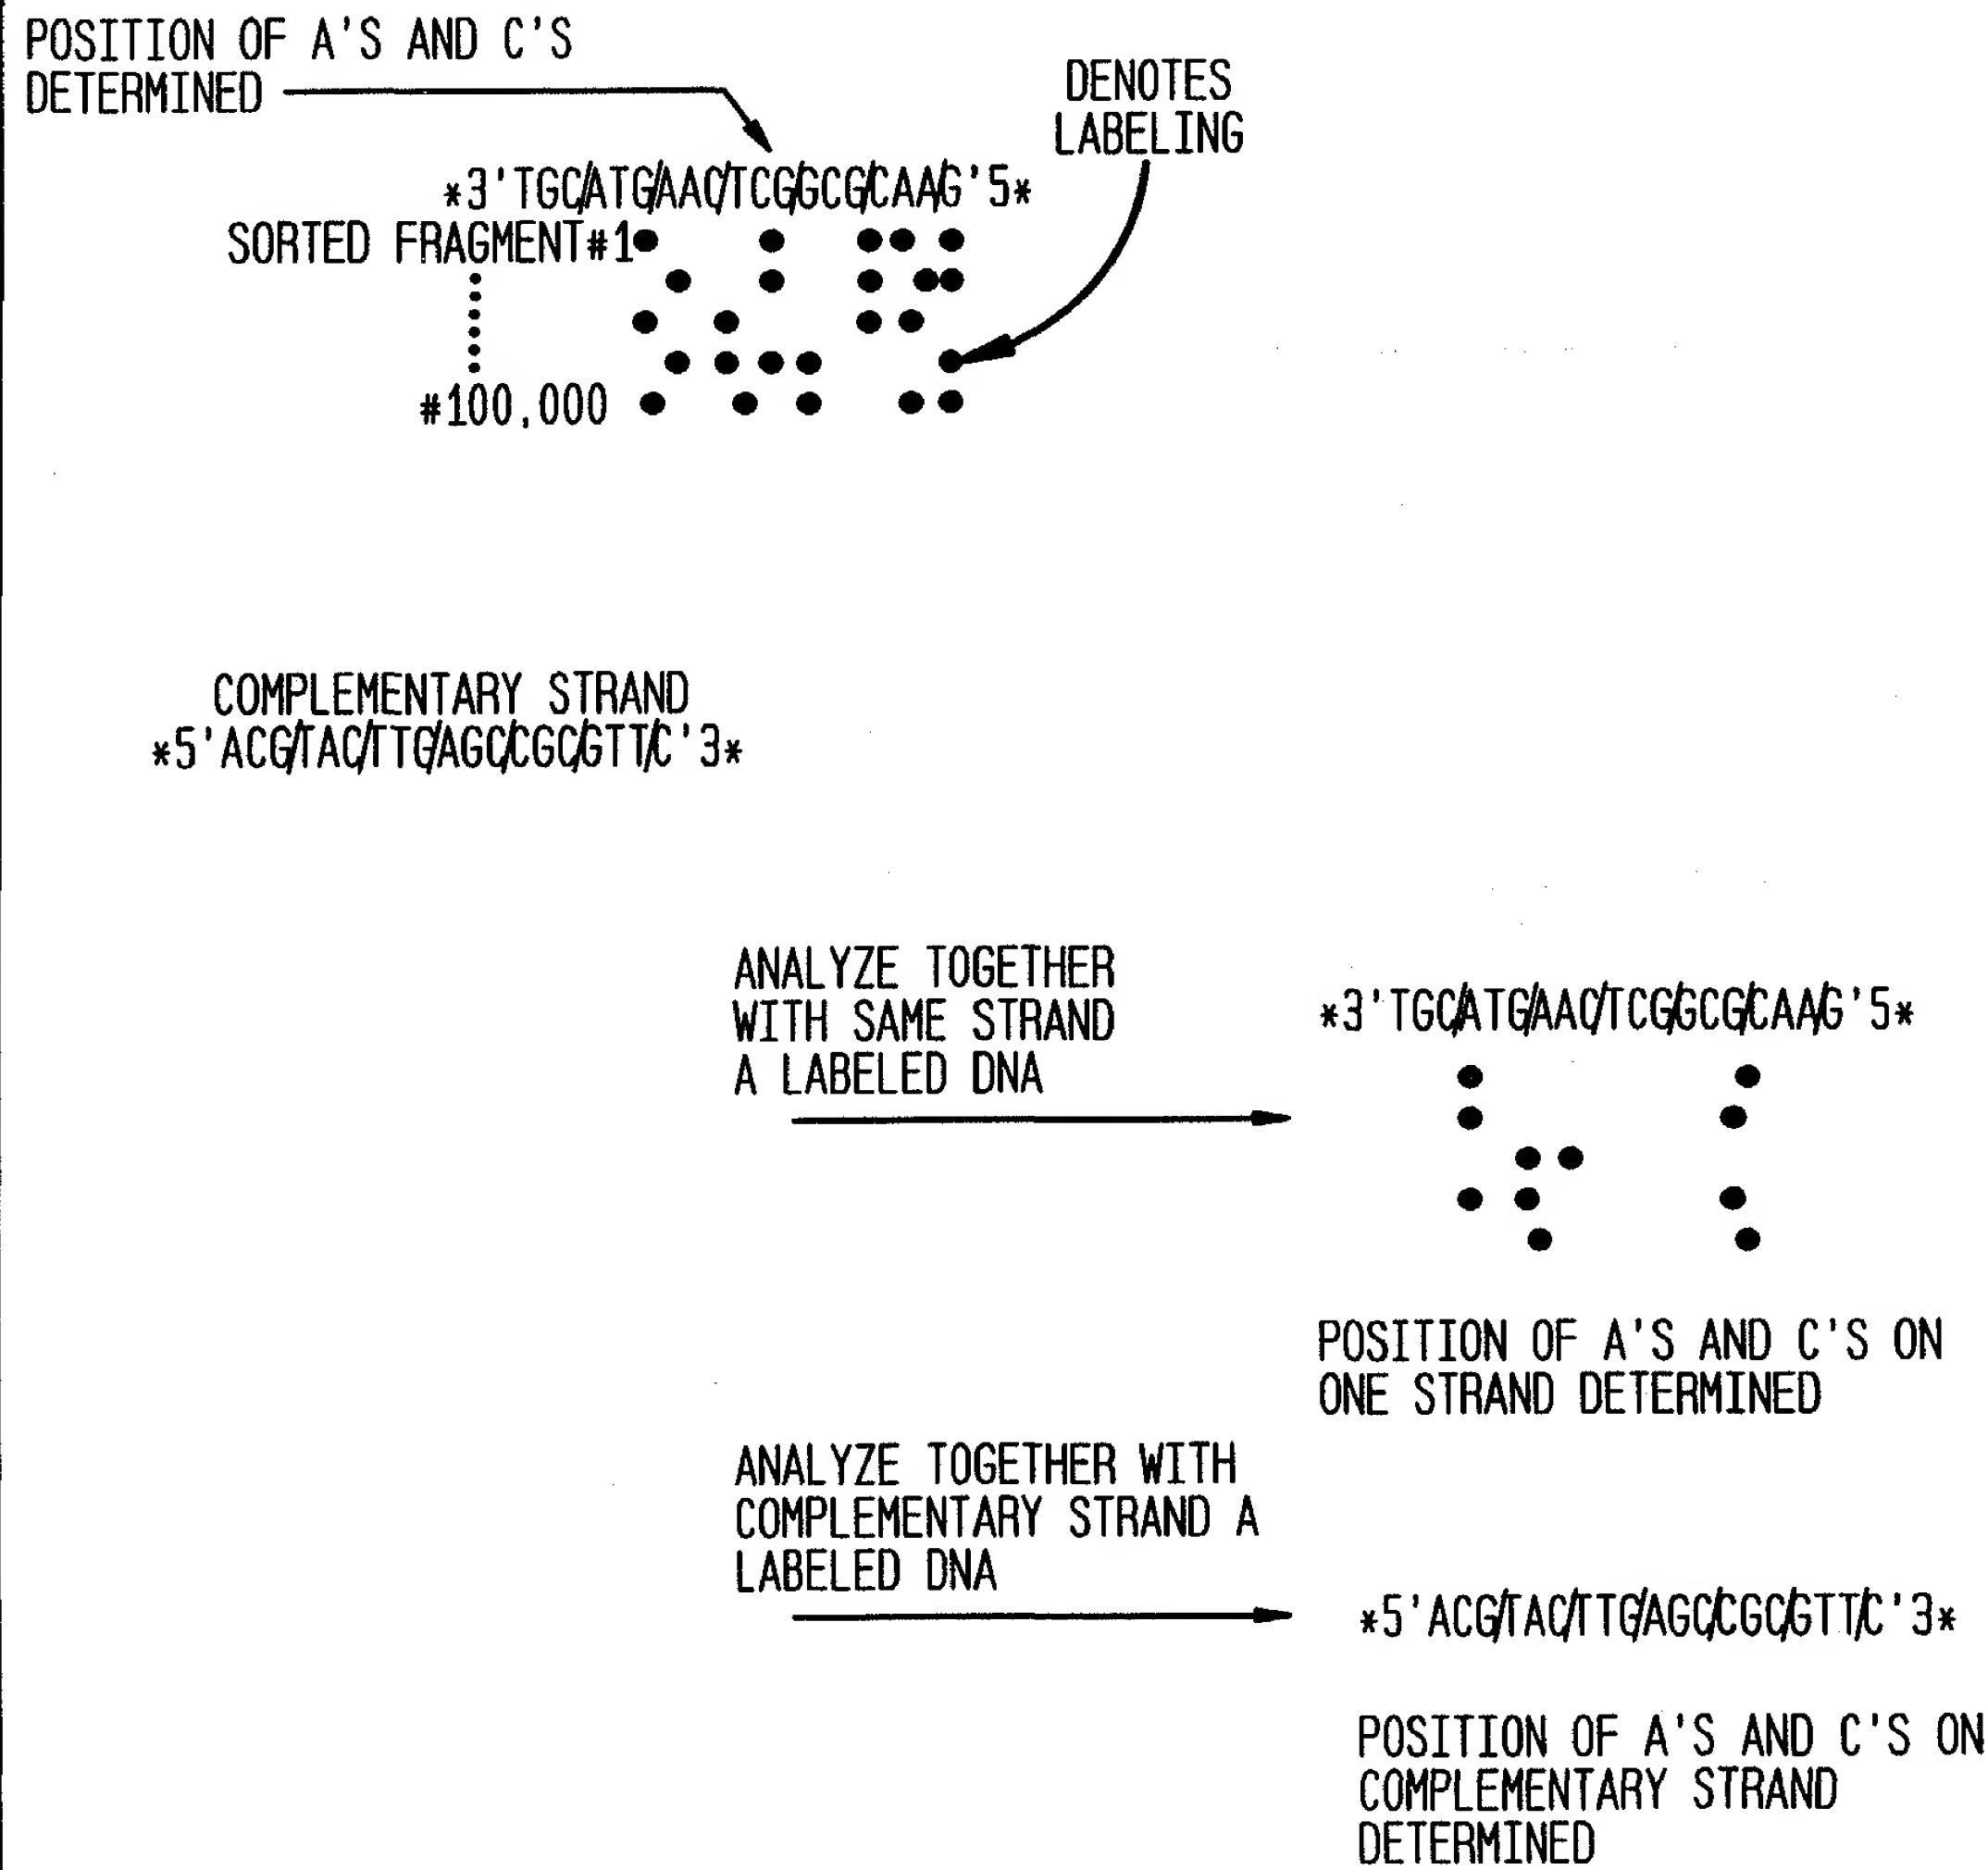 POSITION OF A'S AND C'S
DETERMINED
DENOTES
LABELING
*3'TGC/ATG/AAC/TCG/GCG/CAA/G'5*
SORTED FRAGMENT#1
#100,000
COMPLEMENTARY STRAND
*5'ACG/TAC/TTG/AGC/CGC/GTT/C'3*
ANALYZE TOGETHER
WITH SAME STRAND
A LABELED DNA
*3'TGC/ATG/AAC/TCG/GCG/CAA/G'5*
POSITION OF A'S AND C'S ON
ONE STRAND DETERMINED
ANALYZE TOGETHER WITH
COMPLEMENTARY STRAND A
LABELED DNA
*5'ACG/TAC/TTG/AGC/CGC/GTT/C'3*
POSITION OF A'S AND C'S ON
COMPLEMENTARY STRAND
DETERMINED